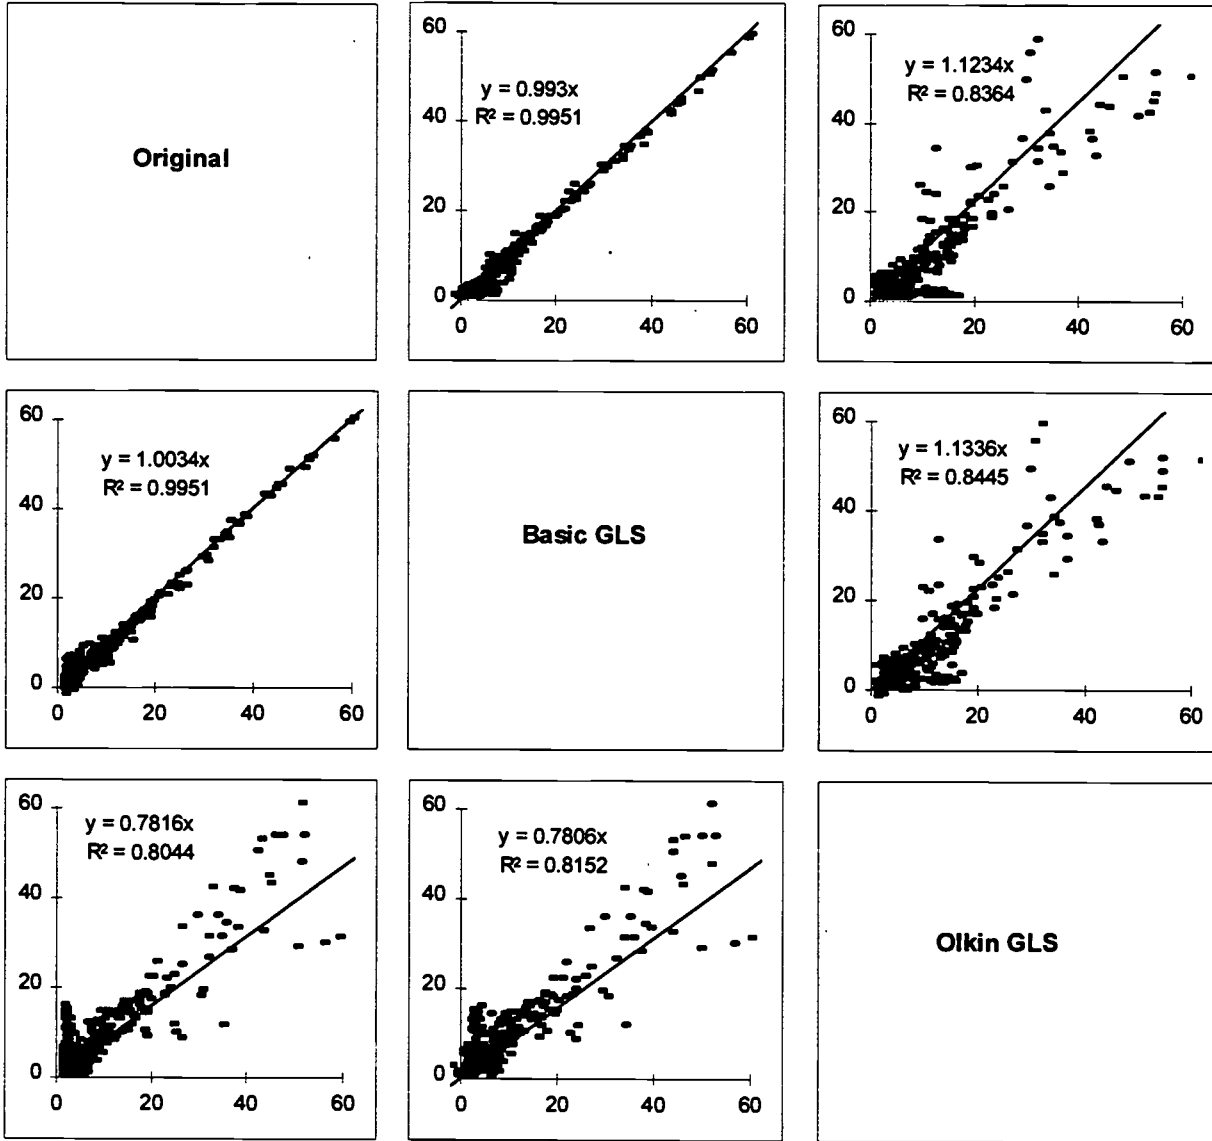 Original
60
40
20
0
0 20 40 60
y = 0.993x
R² = 0.9951
60
40
20
0
0 20 40 60
y = 1.1234x
R² = 0.8364
60
40
20
0
0 20 40 60
y = 1.0034x
R² = 0.9951
Basic GLS
60
40
20
0
0 20 40 60
y = 1.1336x
R² = 0.8445
60
40
20
0
0 20 40 60
y = 0.7816x
R² = 0.8044
60
40
20
0
0 20 40 60
y = 0.7806x
R² = 0.8152
Olkin GLS